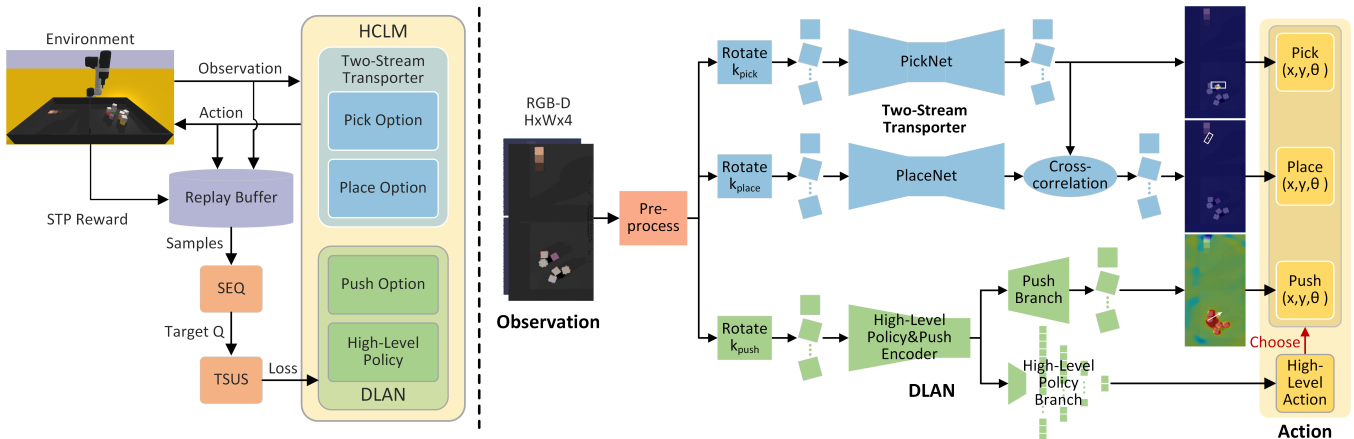 Environment
Observation
Action
STP Reward
Replay Buffer
Samples
SEQ
Target Q
TSUS
Loss
HCLM
Two-Stream
Transporter
Pick Option
Place Option
Push Option
High-Level
Policy
DLAN
RGB-D
HxWx4
Observation
Pre-
process
Rotate
kpick
PickNet
Two-Stream
Transporter
Rotate
kplace
PlaceNet
Cross-
correlation
Rotate
kpush
High-Level
Policy&Push
Encoder
DLAN
Push
Branch
High-Level
Policy
Branch
Pick
(x,y,θ )
Place
(x,y,θ )
Push
(x,y,θ )
Choose
High-
Level
Action
Action